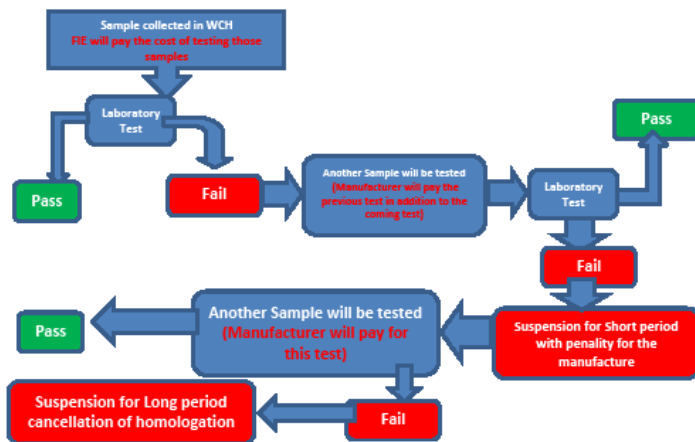 Sample collected in WCH
FIE will pay the cost of testing those
samples
Laboratory
Test
Pass
Fail
Another Sample will be tested
(Manufacturer will pay the
previous test in addition to the
coming test)
Laboratory
Test
Pass
Fail
Suspension for Short period
with penality for the
manufacture
Another Sample will be tested
(Manufacturer will pay for
this test)
Pass
Fail
Suspension for Long period
cancellation of homologation